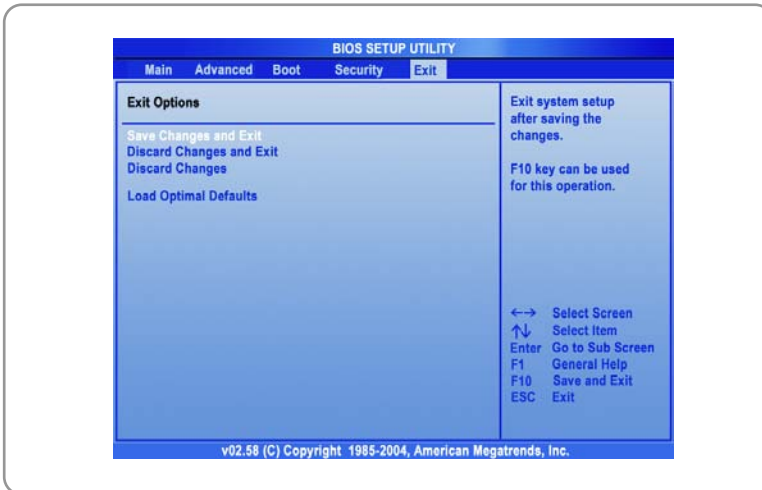 BIOS SETUP UTILITY
Main Advanced Boot Security Exit
Exit Options
Save Changes and Exit
Discard Changes and Exit
Discard Changes
Load Optimal Defaults
Exit system setup
after saving the
changes.
F10 key can be used
for this operation.
←→ Select Screen
↑↓ Select Item
Enter Go to Sub Screen
F1 General Help
F10 Save and Exit
ESC Exit
v02.58 (C) Copyright 1985-2004, American Megatrends, Inc.